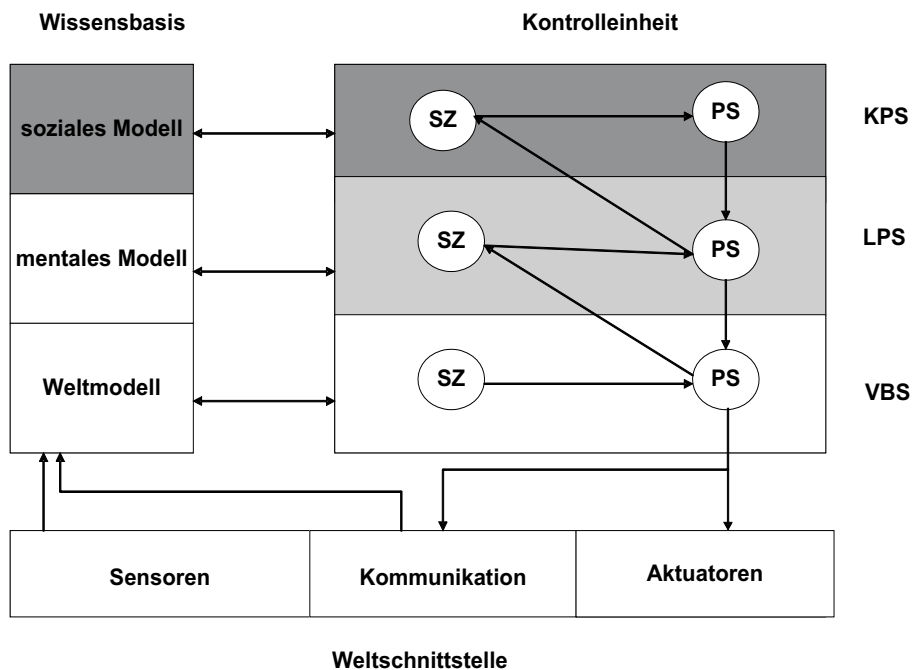 Wissensbasis
Kontrolleinheit
soziales Modell
SZ
PS
KPS
mentales Modell
SZ
PS
LPS
Weltmodell
SZ
PS
VBS
Sensoren
Kommunikation
Aktuatoren
Weltschnittstelle